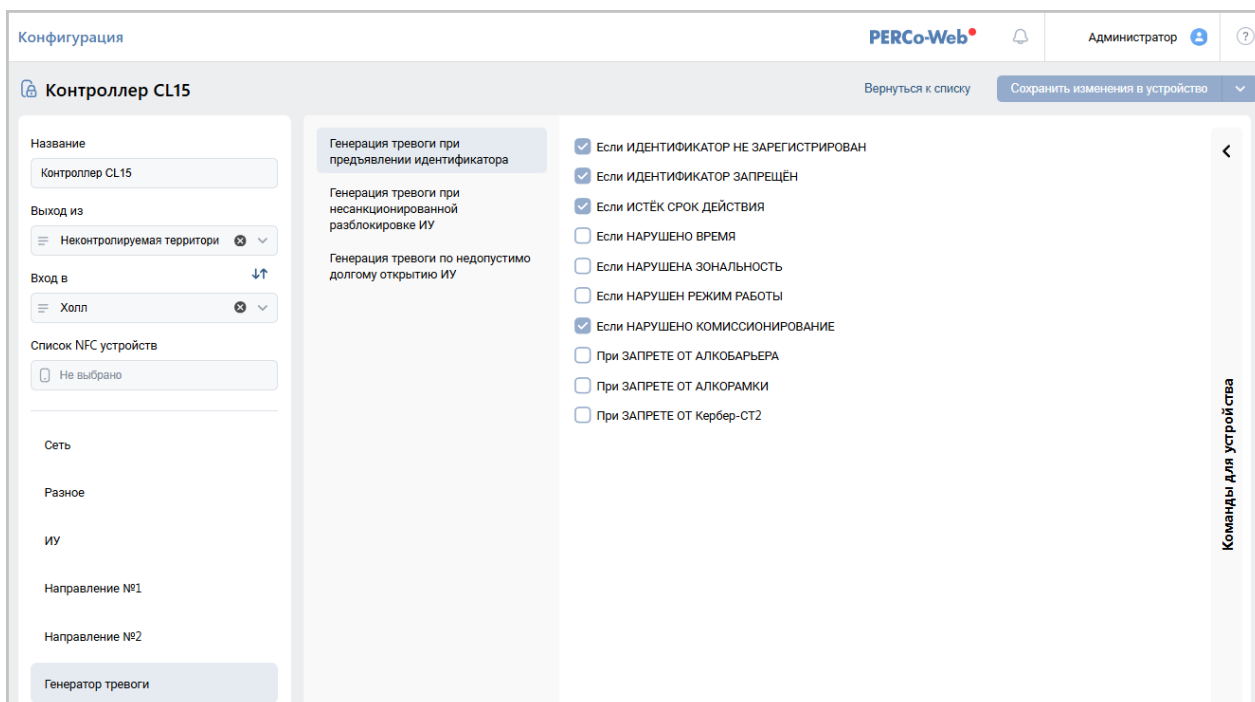 Конфигурация
PERCo-Web
Администратор
?
Контроллер CL15
Вернуться к списку
Сохранить изменения в устройство
Название
Контроллер CL15
Выход из
Неконтролируемая территори
Вход в
Холл
Список NFC устройств
Не выбрано
Сеть
Разное
ИУ
Направление №1
Направление №2
Генератор тревоги
Генерация тревоги при
предъявлении идентификатора
Генерация тревоги при
несанкционированной
разблокировке ИУ
Генерация тревоги по недопустимо
долгому открытию ИУ
Если ИДЕНТИФИКАТОР НЕ ЗАРЕГИСТРИРОВАН
Если ИДЕНТИФИКАТОР ЗАПРЕЩЁН
Если ИСТЁК СРОК ДЕЙСТВИЯ
Если НАРУШЕНО ВРЕМЯ
Если НАРУШЕНА ЗОНАЛЬНОСТЬ
Если НАРУШЕН РЕЖИМ РАБОТЫ
Если НАРУШЕНО КОМИССИОНИРОВАНИЕ
При ЗАПРЕТЕ ОТ АЛКОБАРЬЕРА
При ЗАПРЕТЕ ОТ АЛКОРАМКИ
При ЗАПРЕТЕ ОТ Кербер-СТ2
Команды для устройства